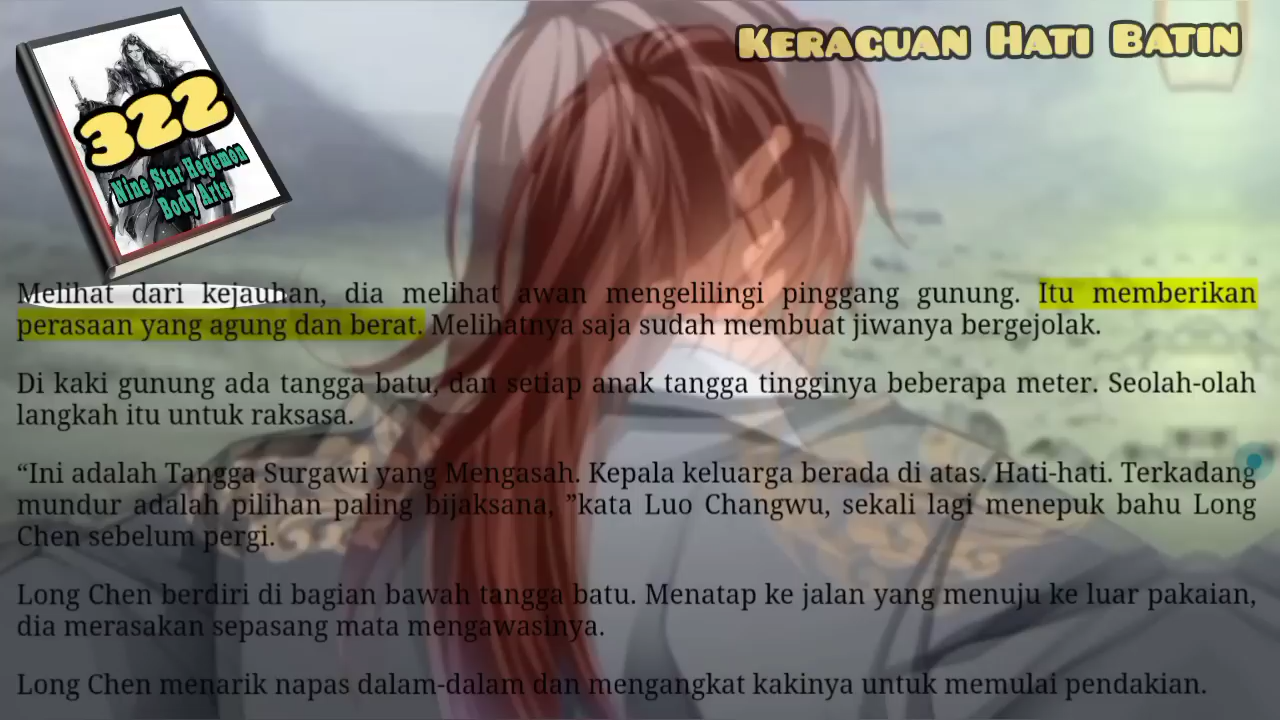 Keraguan Hati Batin
322
Nine Star Hegemon
Body Arts
Melihat dari kejauhan, dia melihat awan mengelilingi pinggang gunung. Itu memberikan
perasaan yang agung dan berat. Melihatnya saja sudah membuat jiwanya bergejolak.
Di kaki gunung ada tangga batu, dan setiap anak tangga tingginya beberapa meter. Seolah-olah
langkah itu untuk raksasa.
“Ini adalah Tangga Surgawi yang Mengasah. Kepala keluarga berada di atas. Hati-hati. Terkadang
mundur adalah pilihan paling bijaksana, ”kata Luo Changwu, sekali lagi menepuk bahu Long
Chen sebelum pergi.
Long Chen berdiri di bagian bawah tangga batu. Menatap ke jalan yang menuju ke luar pakaian,
dia merasakan sepasang mata mengawasinya.
Long Chen menarik napas dalam-dalam dan mengangkat kakinya untuk memulai pendakian.